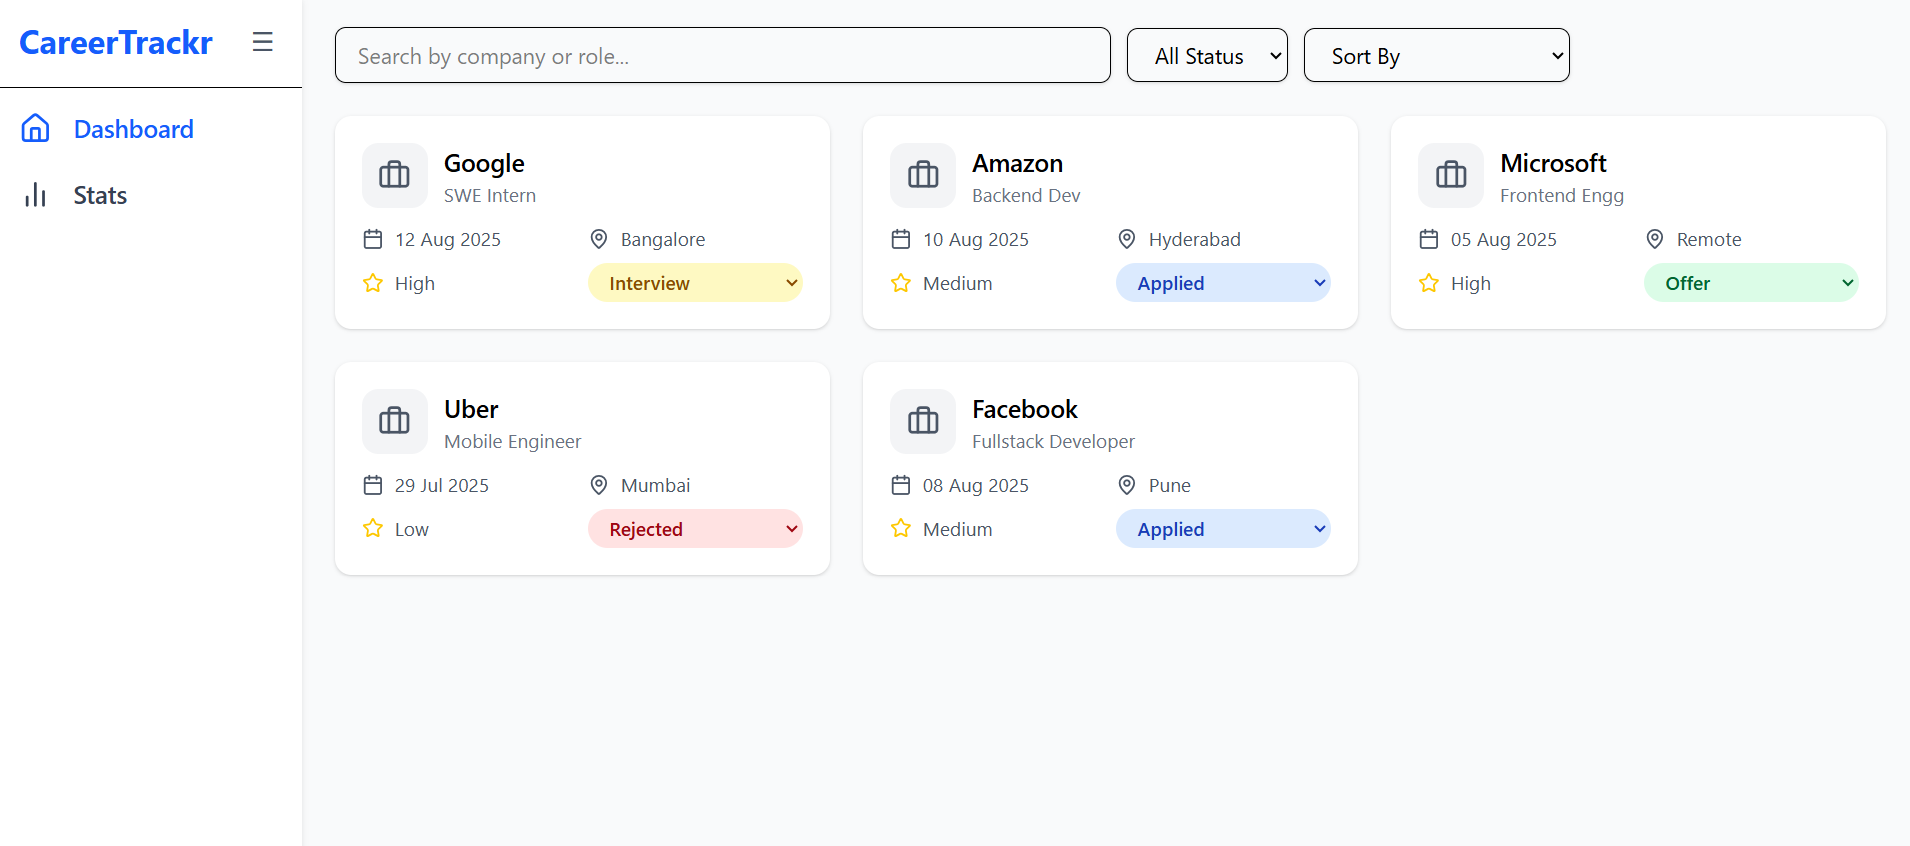 CareerTrackr
Dashboard
Stats
Search by company or role...
All Status
Sort By
Google
SWE Intern
12 Aug 2025
Bangalore
High
Interview
Amazon
Backend Dev
10 Aug 2025
Hyderabad
Medium
Applied
Microsoft
Frontend Engg
05 Aug 2025
Remote
High
Offer
Uber
Mobile Engineer
29 Jul 2025
Mumbai
Low
Rejected
Facebook
Fullstack Developer
08 Aug 2025
Pune
Medium
Applied